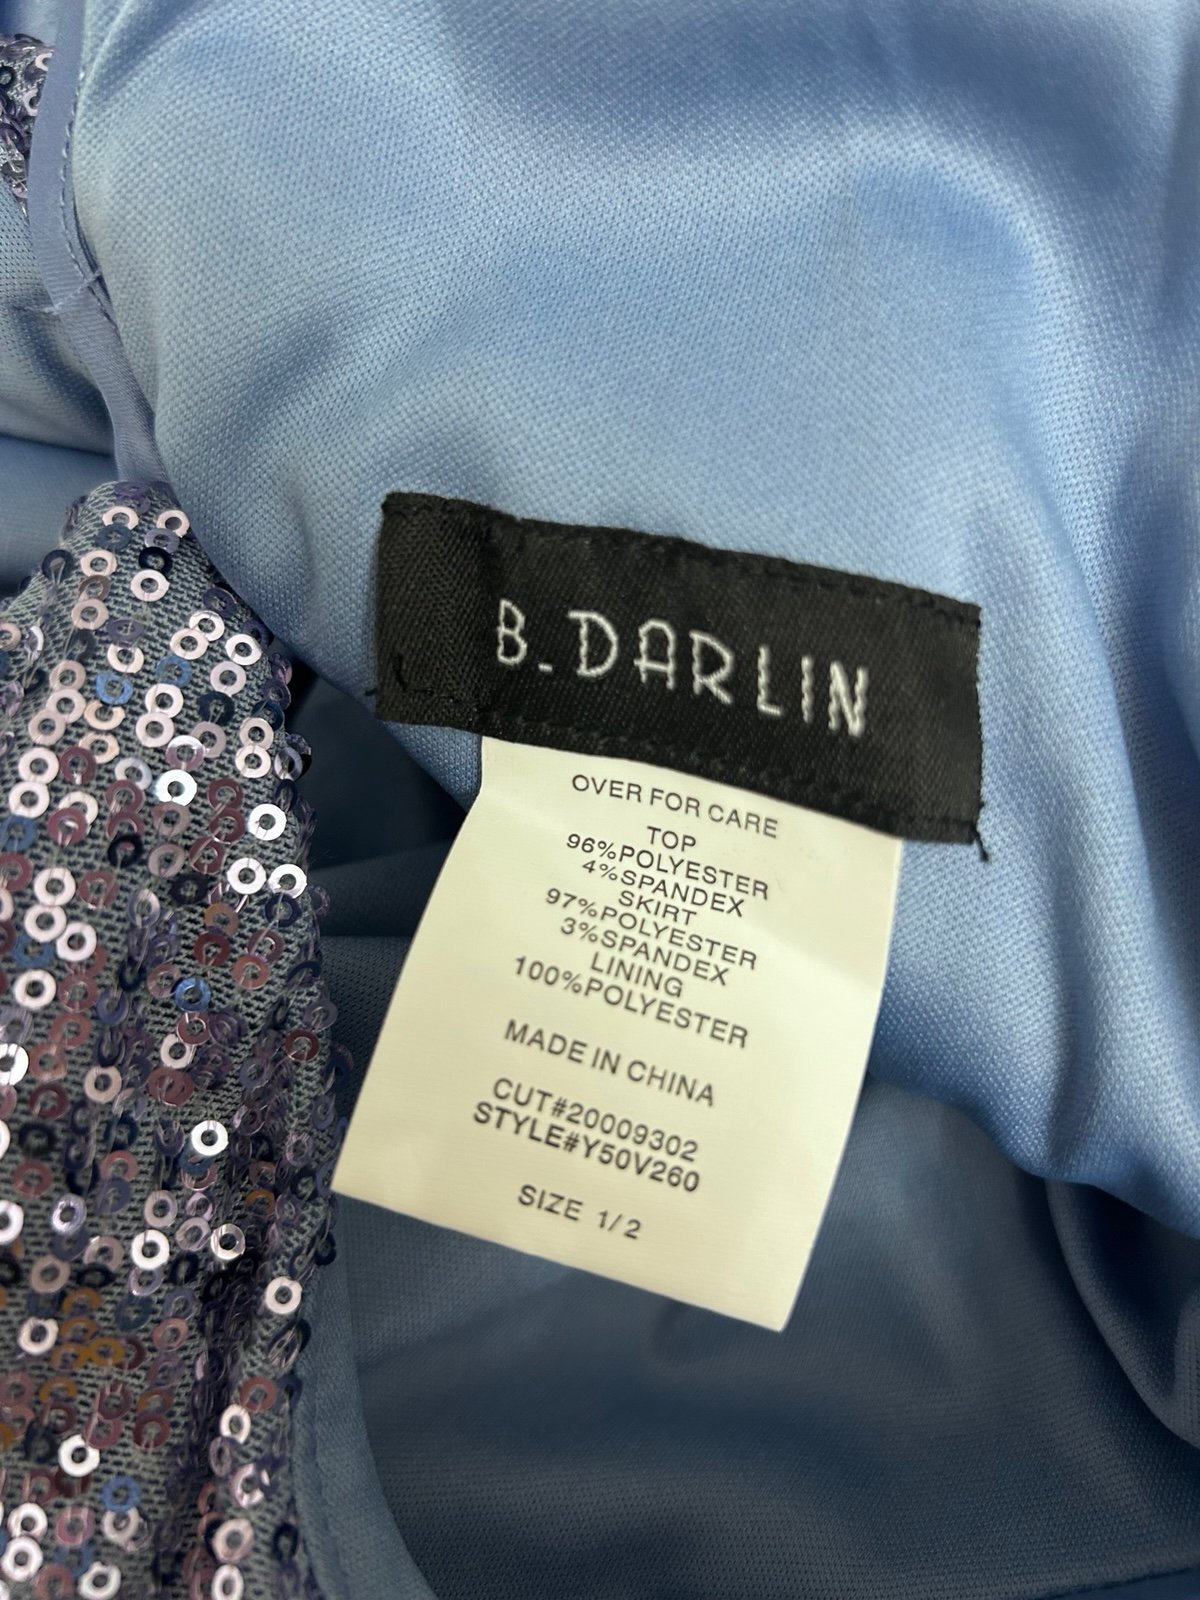 B.DARLIN
OVER FOR CARE
TOP
96%POLYESTER
4%SPANDEX
SKIRT
97%POLYESTER
3%SPANDEX
LINING
100%POLYESTER
MADE IN CHINA
CUT#20009302
STYLE#Y50V260
SIZE 1/2